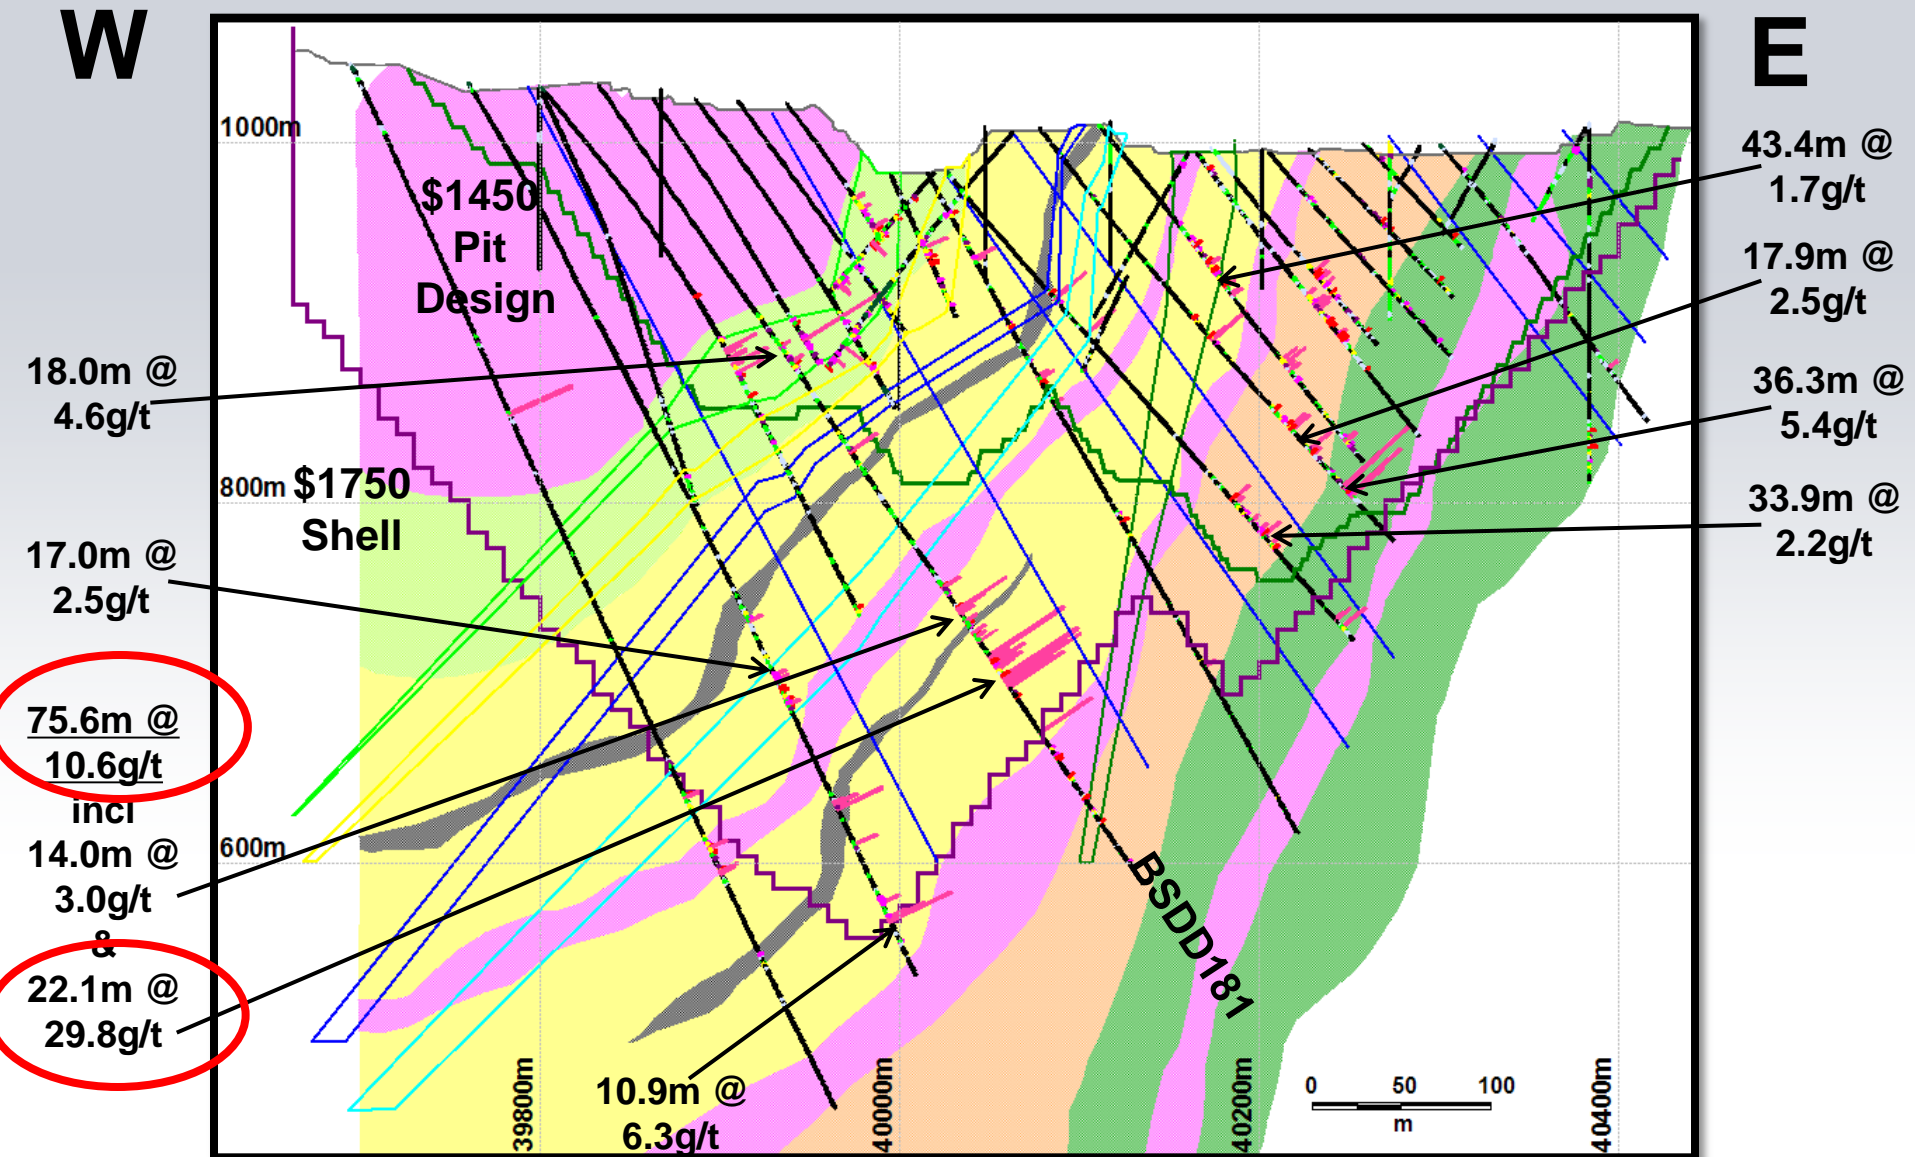 W
E
1000m
800m
600m
$1450
Pit
Design
$1750
Shell
18.0m @
4.6g/t
17.0m @
2.5g/t
75.6m @
10.6g/t
incl
14.0m @
3.0g/t
&
22.1m @
29.8g/t
10.9m @
6.3g/t
43.4m @
1.7g/t
17.9m @
2.5g/t
36.3m @
5.4g/t
33.9m @
2.2g/t
BSDD181
39800m
40000m
40200m
40400m
0 50 100
m